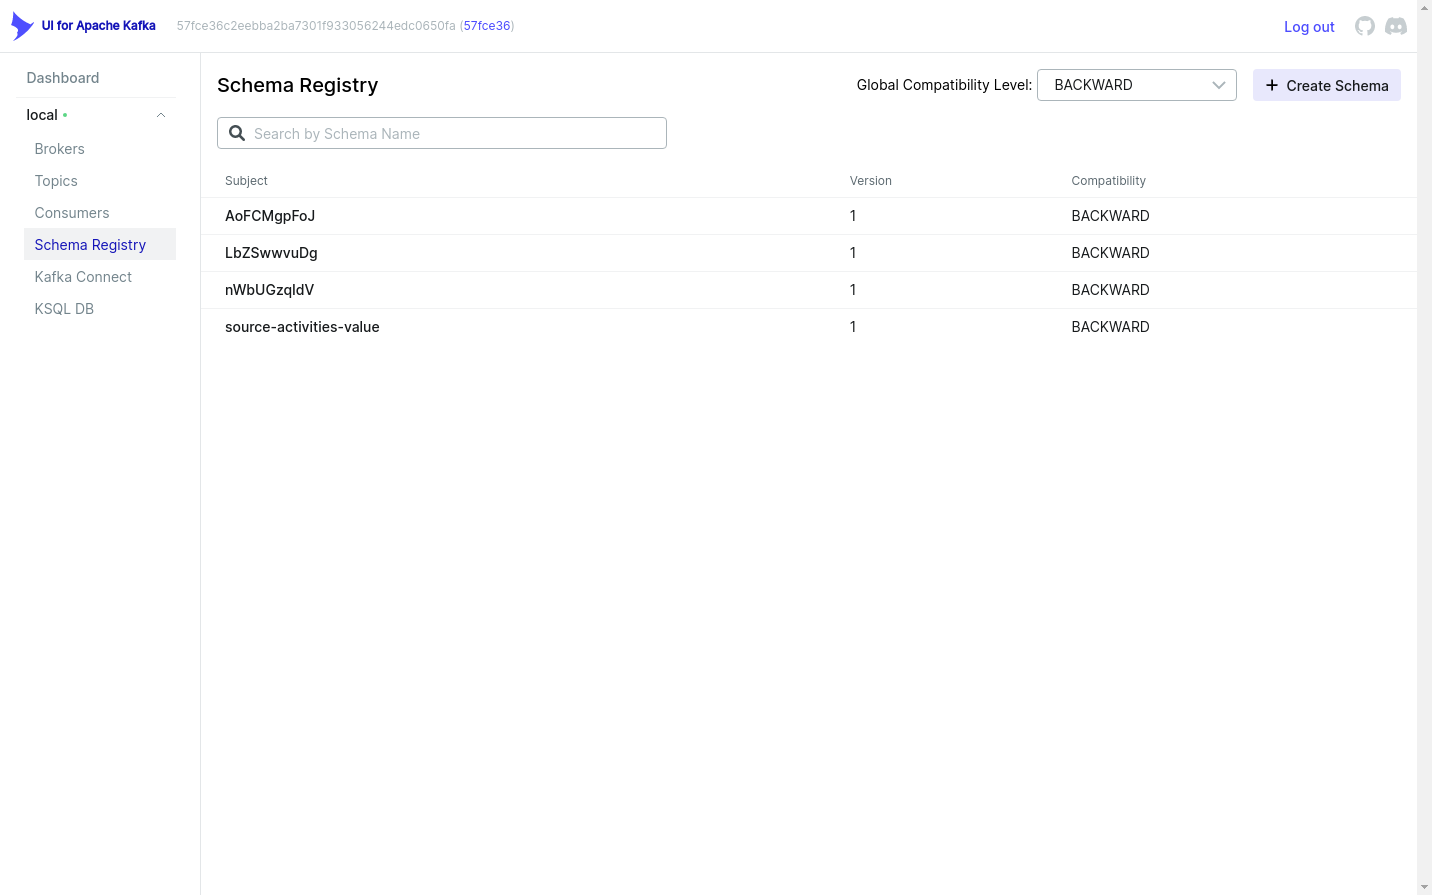 UI for Apache Kafka 57fce36c2eebba2ba7301f933056244edc0650fa (57fce36) Log out
Dashboard
local
Brokers
Topics
Consumers
Schema Registry
Kafka Connect
KSQL DB
Schema Registry
Global Compatibility Level: BACKWARD Create Schema
Search by Schema Name
Subject Version Compatibility
AoFCMgpFoJ 1 BACKWARD
LbZSwwvuDg 1 BACKWARD
nWbUGzqldV 1 BACKWARD
source-activities-value 1 BACKWARD